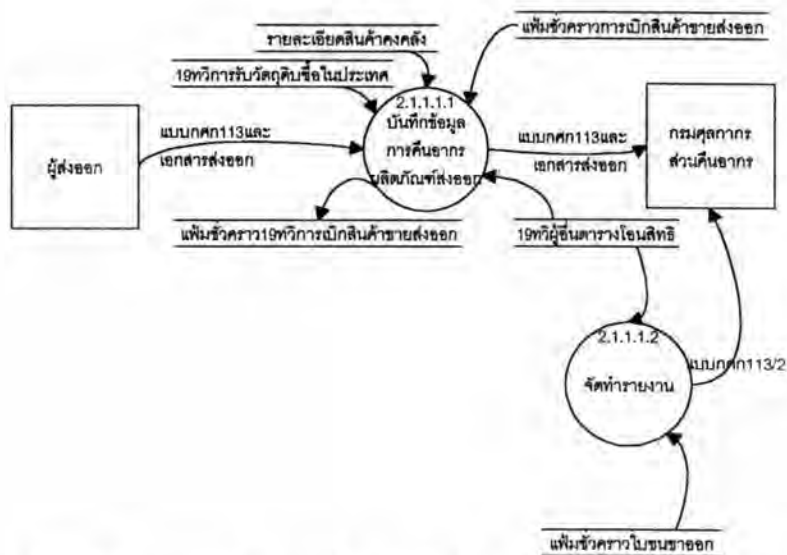 รายละเอียดสินค้าคงคลัง
แฟ้มชั่วคราวการเบิกสินค้าขายส่งออก
19ทวิการรับวัตถุดิบซื้อในประเทศ
2.1.1.1.1
บันทึกข้อมูล
การคืนอากร
ผลิตภัณฑ์ส่งออก
ผู้ส่งออก
แบบกศก113และ
เอกสารส่งออก
แบบกศก113และ
เอกสารส่งออก
กรมศุลกากร
ส่วนคืนอากร
แฟ้มชั่วคราว19ทวิการเบิกสินค้าขายส่งออก
19ทวิผู้อื่นตารางโอนสิทธิ
2.1.1.1.2
จัดทำรายงาน
แบบกศก113/2
แฟ้มชั่วคราวใบขนขาออก